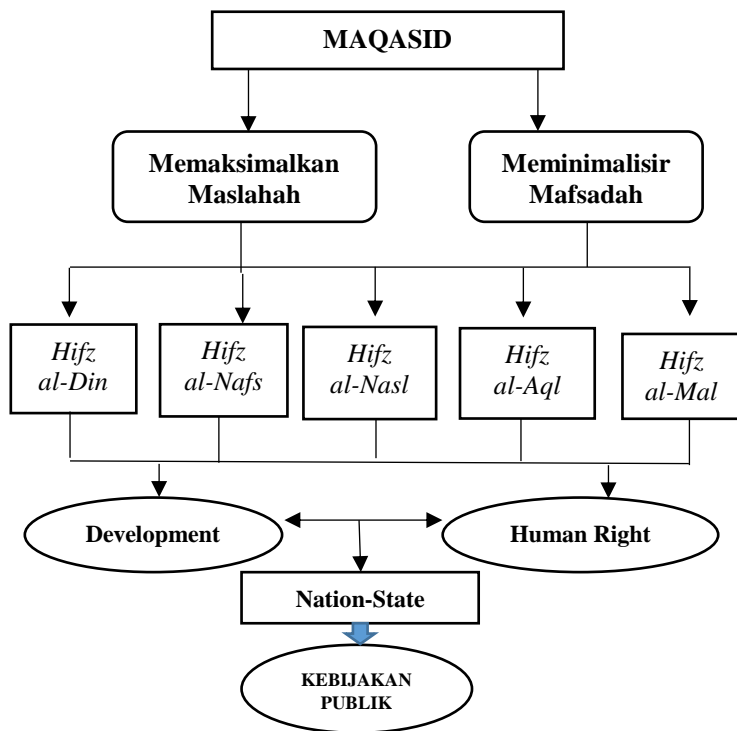 MAQASID
Memaksimalkan
Maslahah
Meminimalisir
Mafsadah
Hifz
al-Din
Hifz
al-Nafs
Hifz
al-Nasl
Hifz
al-Aql
Hifz
al-Mal
Development
Human Right
Nation-State
KEBIJAKAN
PUBLIK